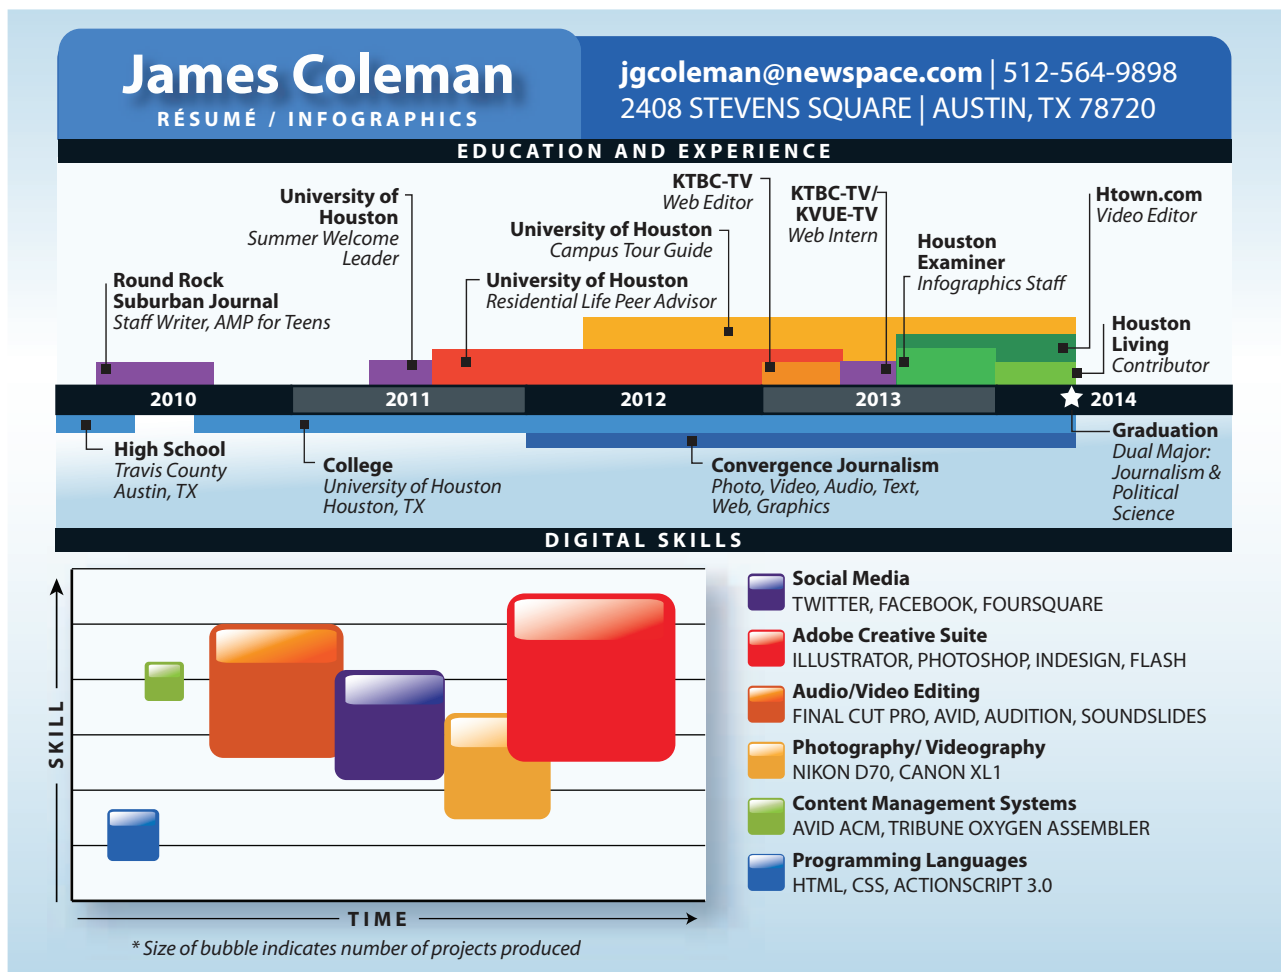 James Coleman
RÉSUMÉ / INFOGRAPHICS
jgcoleman@newspace.com | 512-564-9898
2408 STEVENS SQUARE | AUSTIN, TX 78720
EDUCATION AND EXPERIENCE
Round Rock
Suburban Journal
Staff Writer, AMP for Teens
University of
Houston
Summer Welcome
Leader
University of Houston
Residential Life Peer Advisor
University of Houston
Campus Tour Guide
KTBC-TV
Web Editor
KTBC-TV/
KVUE-TV
Web Intern
Houston
Examiner
Infographics Staff
Htown.com
Video Editor
Houston
Living
Contributor
2010
2011
2012
2013
2014
High School
Travis County
Austin, TX
College
University of Houston
Houston, TX
Convergence Journalism
Photo, Video, Audio, Text,
Web, Graphics
Graduation
Dual Major:
Journalism &
Political
Science
DIGITAL SKILLS
SKILL
TIME
* Size of bubble indicates number of projects produced
Social Media
TWITTER, FACEBOOK, FOURSQUARE
Adobe Creative Suite
ILLUSTRATOR, PHOTOSHOP, INDESIGN, FLASH
Audio/Video Editing
FINAL CUT PRO, AVID, AUDITION, SOUNDSLIDES
Photography/ Videography
NIKON D70, CANON XL1
Content Management Systems
AVID ACM, TRIBUNE OXYGEN ASSEMBLER
Programming Languages
HTML, CSS, ACTIONSCRIPT 3.0